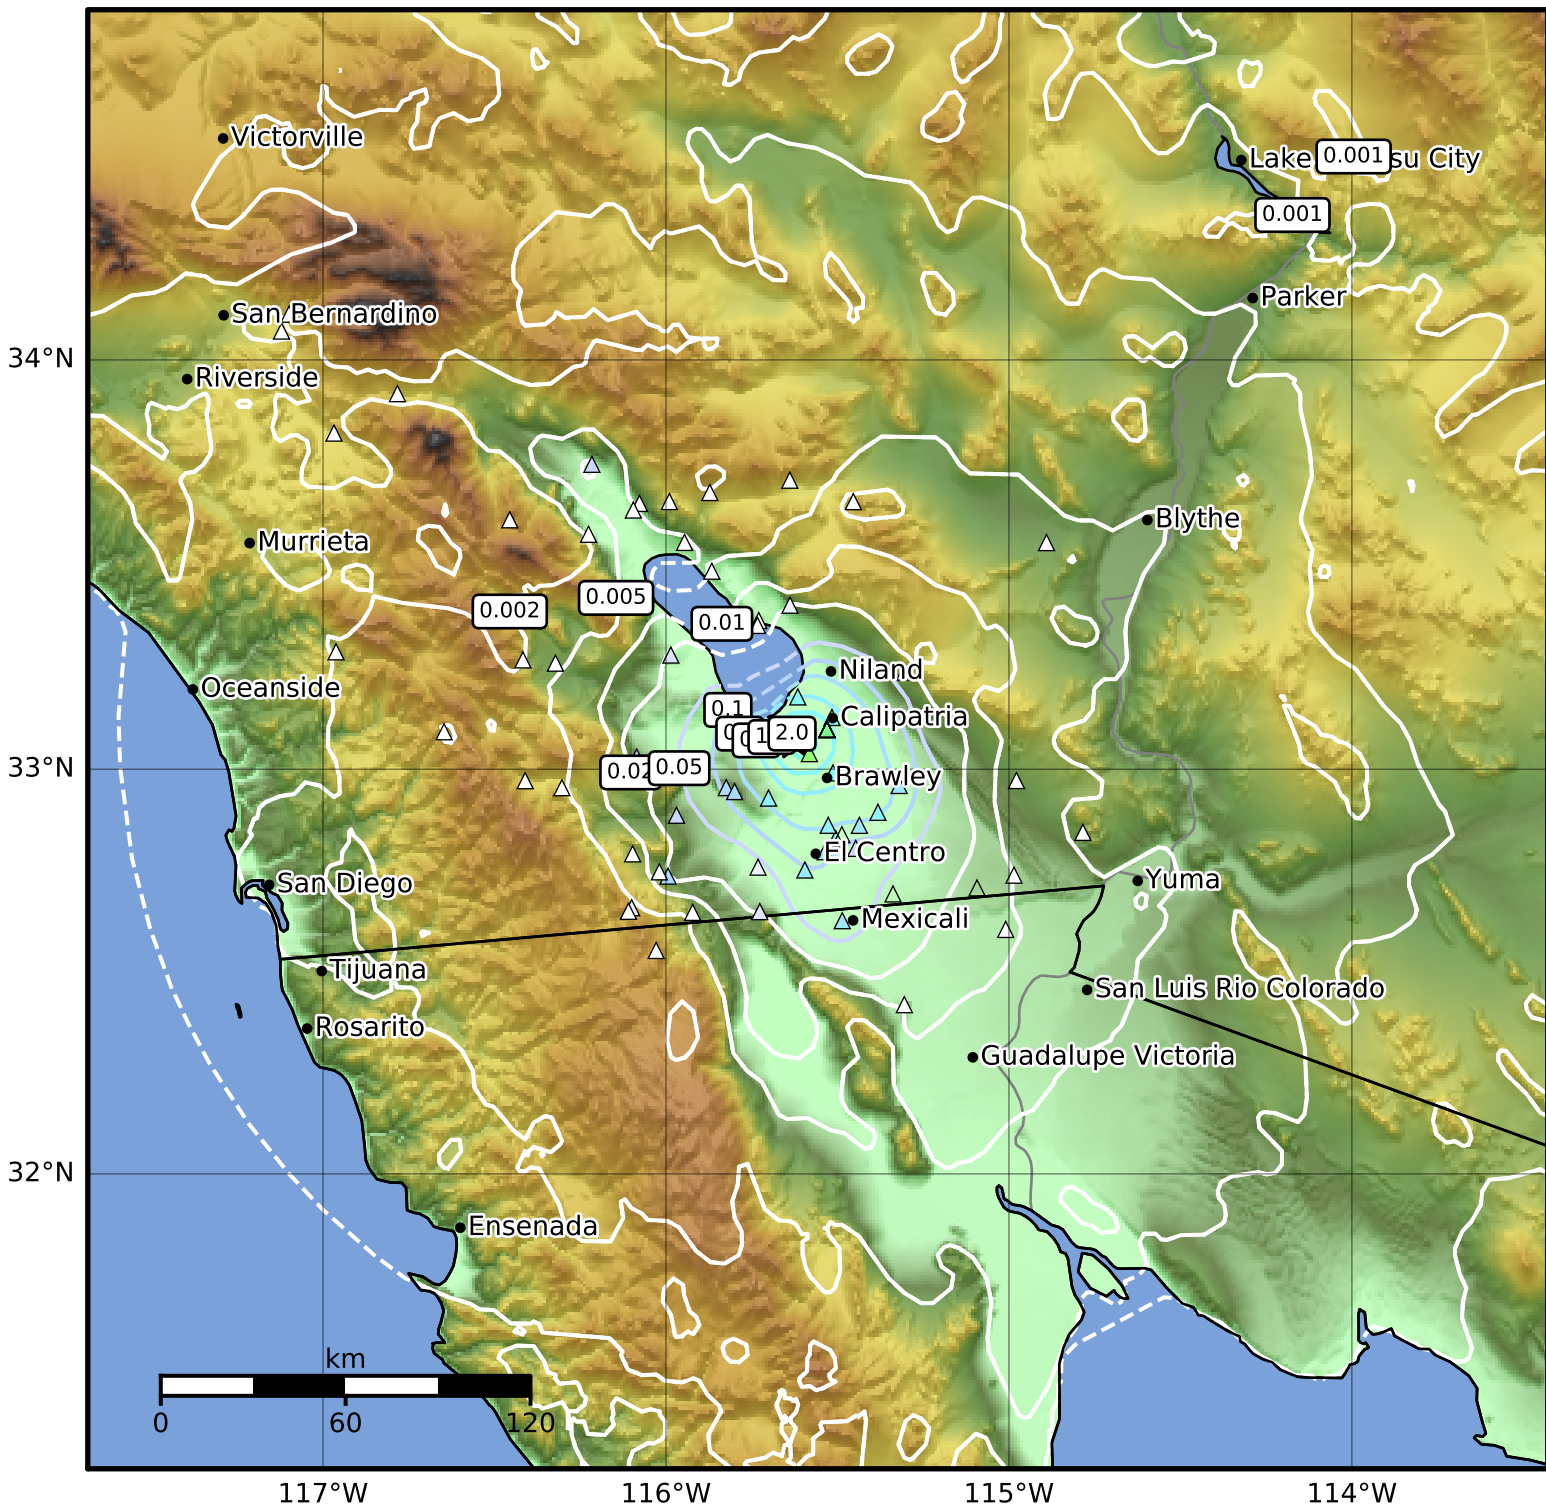 Victorville
Lake
su City
0.001
0.001
Parker
San Bernardino
34°N
Riverside
Blythe
Murrieta
0.002
0.005
0.01
Niland
Oceanside
0.1
Calipatria
2.0
0.05
33°N
Brawley
El Centro
San Diego
Yuma
Mexicali
Tijuana
San Luis Rio Colorado
Rosarito
Guadalupe Victoria
32°N
Ensenada
km
0 60 120
117°W 116°W 115°W 114°W